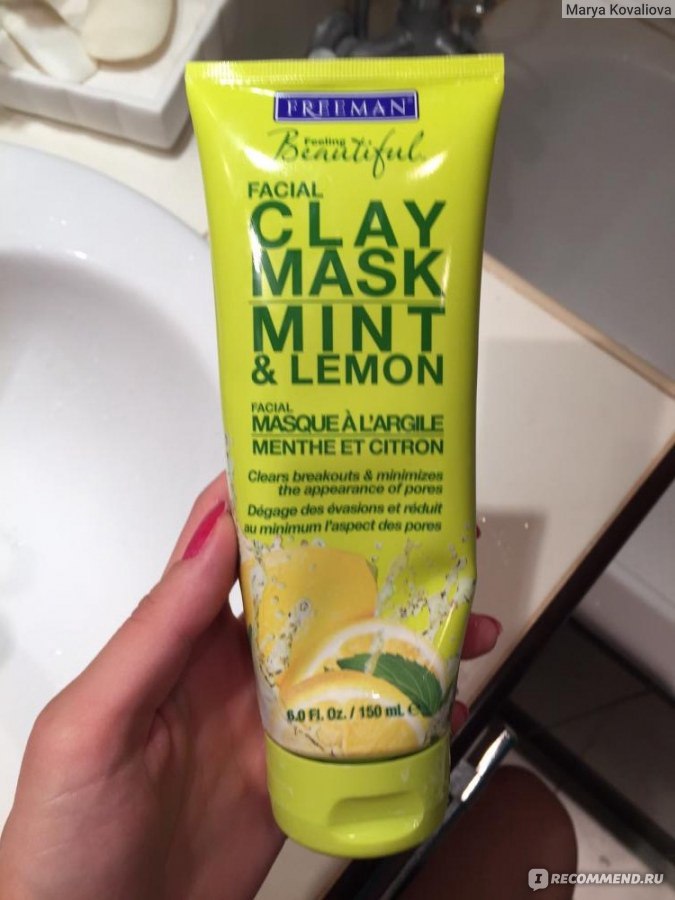 Marya Kovaliova
FREEMAN
Feeling
Beautiful
FACIAL
CLAY
MASK
MINT
& LEMON
FACIAL
MASQUE À L'ARGILE
MENTHE ET CITRON
Clears breakouts & minimizes
the appearance of pores
Dégage des évasions et réduit
au minimum l'aspect des pores
6.0 Fl. Oz. / 150 mL e
I RECOMMEND.RU